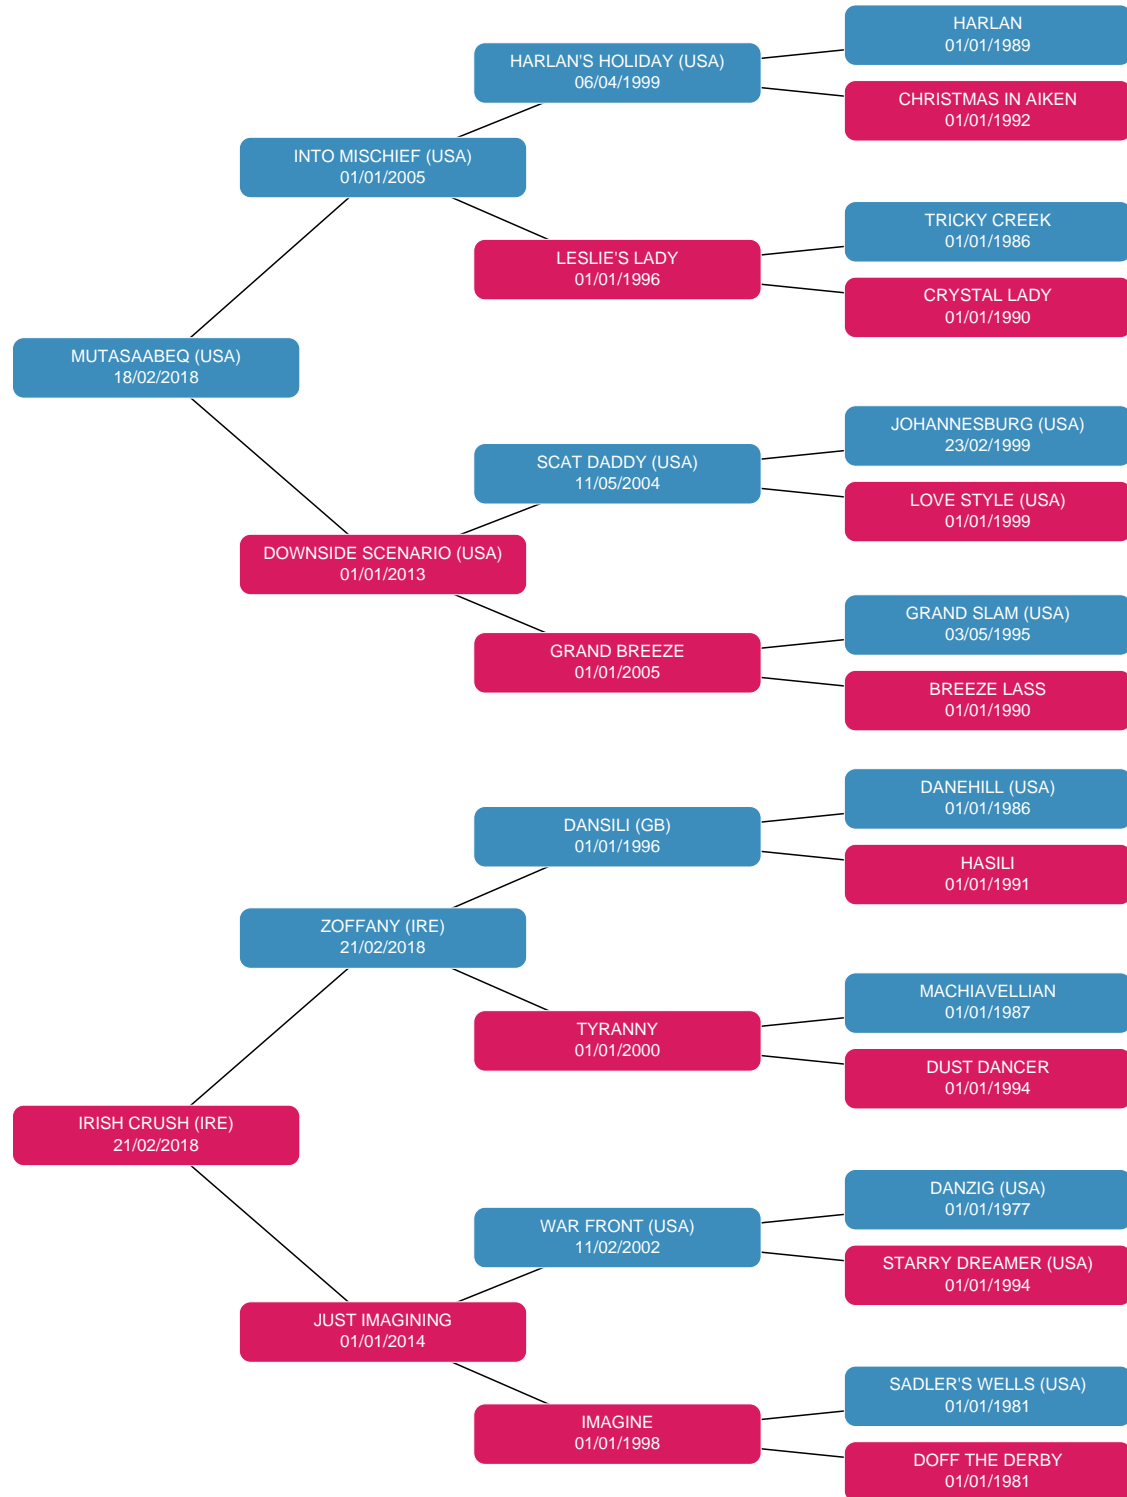 HARLAN
01/01/1989
HARLAN'S HOLIDAY (USA)
06/04/1999
CHRISTMAS IN AIKEN
01/01/1992
INTO MISCHIEF (USA)
01/01/2005
TRICKY CREEK
01/01/1986
LESLIE'S LADY
01/01/1996
CRYSTAL LADY
01/01/1990
MUTASAABEQ (USA)
18/02/2018
JOHANNESBURG (USA)
23/02/1999
SCAT DADDY (USA)
11/05/2004
LOVE STYLE (USA)
01/01/1999
DOWNSIDE SCENARIO (USA)
01/01/2013
GRAND SLAM (USA)
03/05/1995
GRAND BREEZE
01/01/2005
BREEZE LASS
01/01/1990
DANEHILL (USA)
01/01/1986
DANSILI (GB)
01/01/1996
HASILI
01/01/1991
ZOFFANY (IRE)
21/02/2018
MACHIAVELLIAN
01/01/1987
TYRANNY
01/01/2000
DUST DANCER
01/01/1994
IRISH CRUSH (IRE)
21/02/2018
DANZIG (USA)
01/01/1977
WAR FRONT (USA)
11/02/2002
STARRY DREAMER (USA)
01/01/1994
JUST IMAGINING
01/01/2014
SADLER'S WELLS (USA)
01/01/1981
IMAGINE
01/01/1998
DOFF THE DERBY
01/01/1981